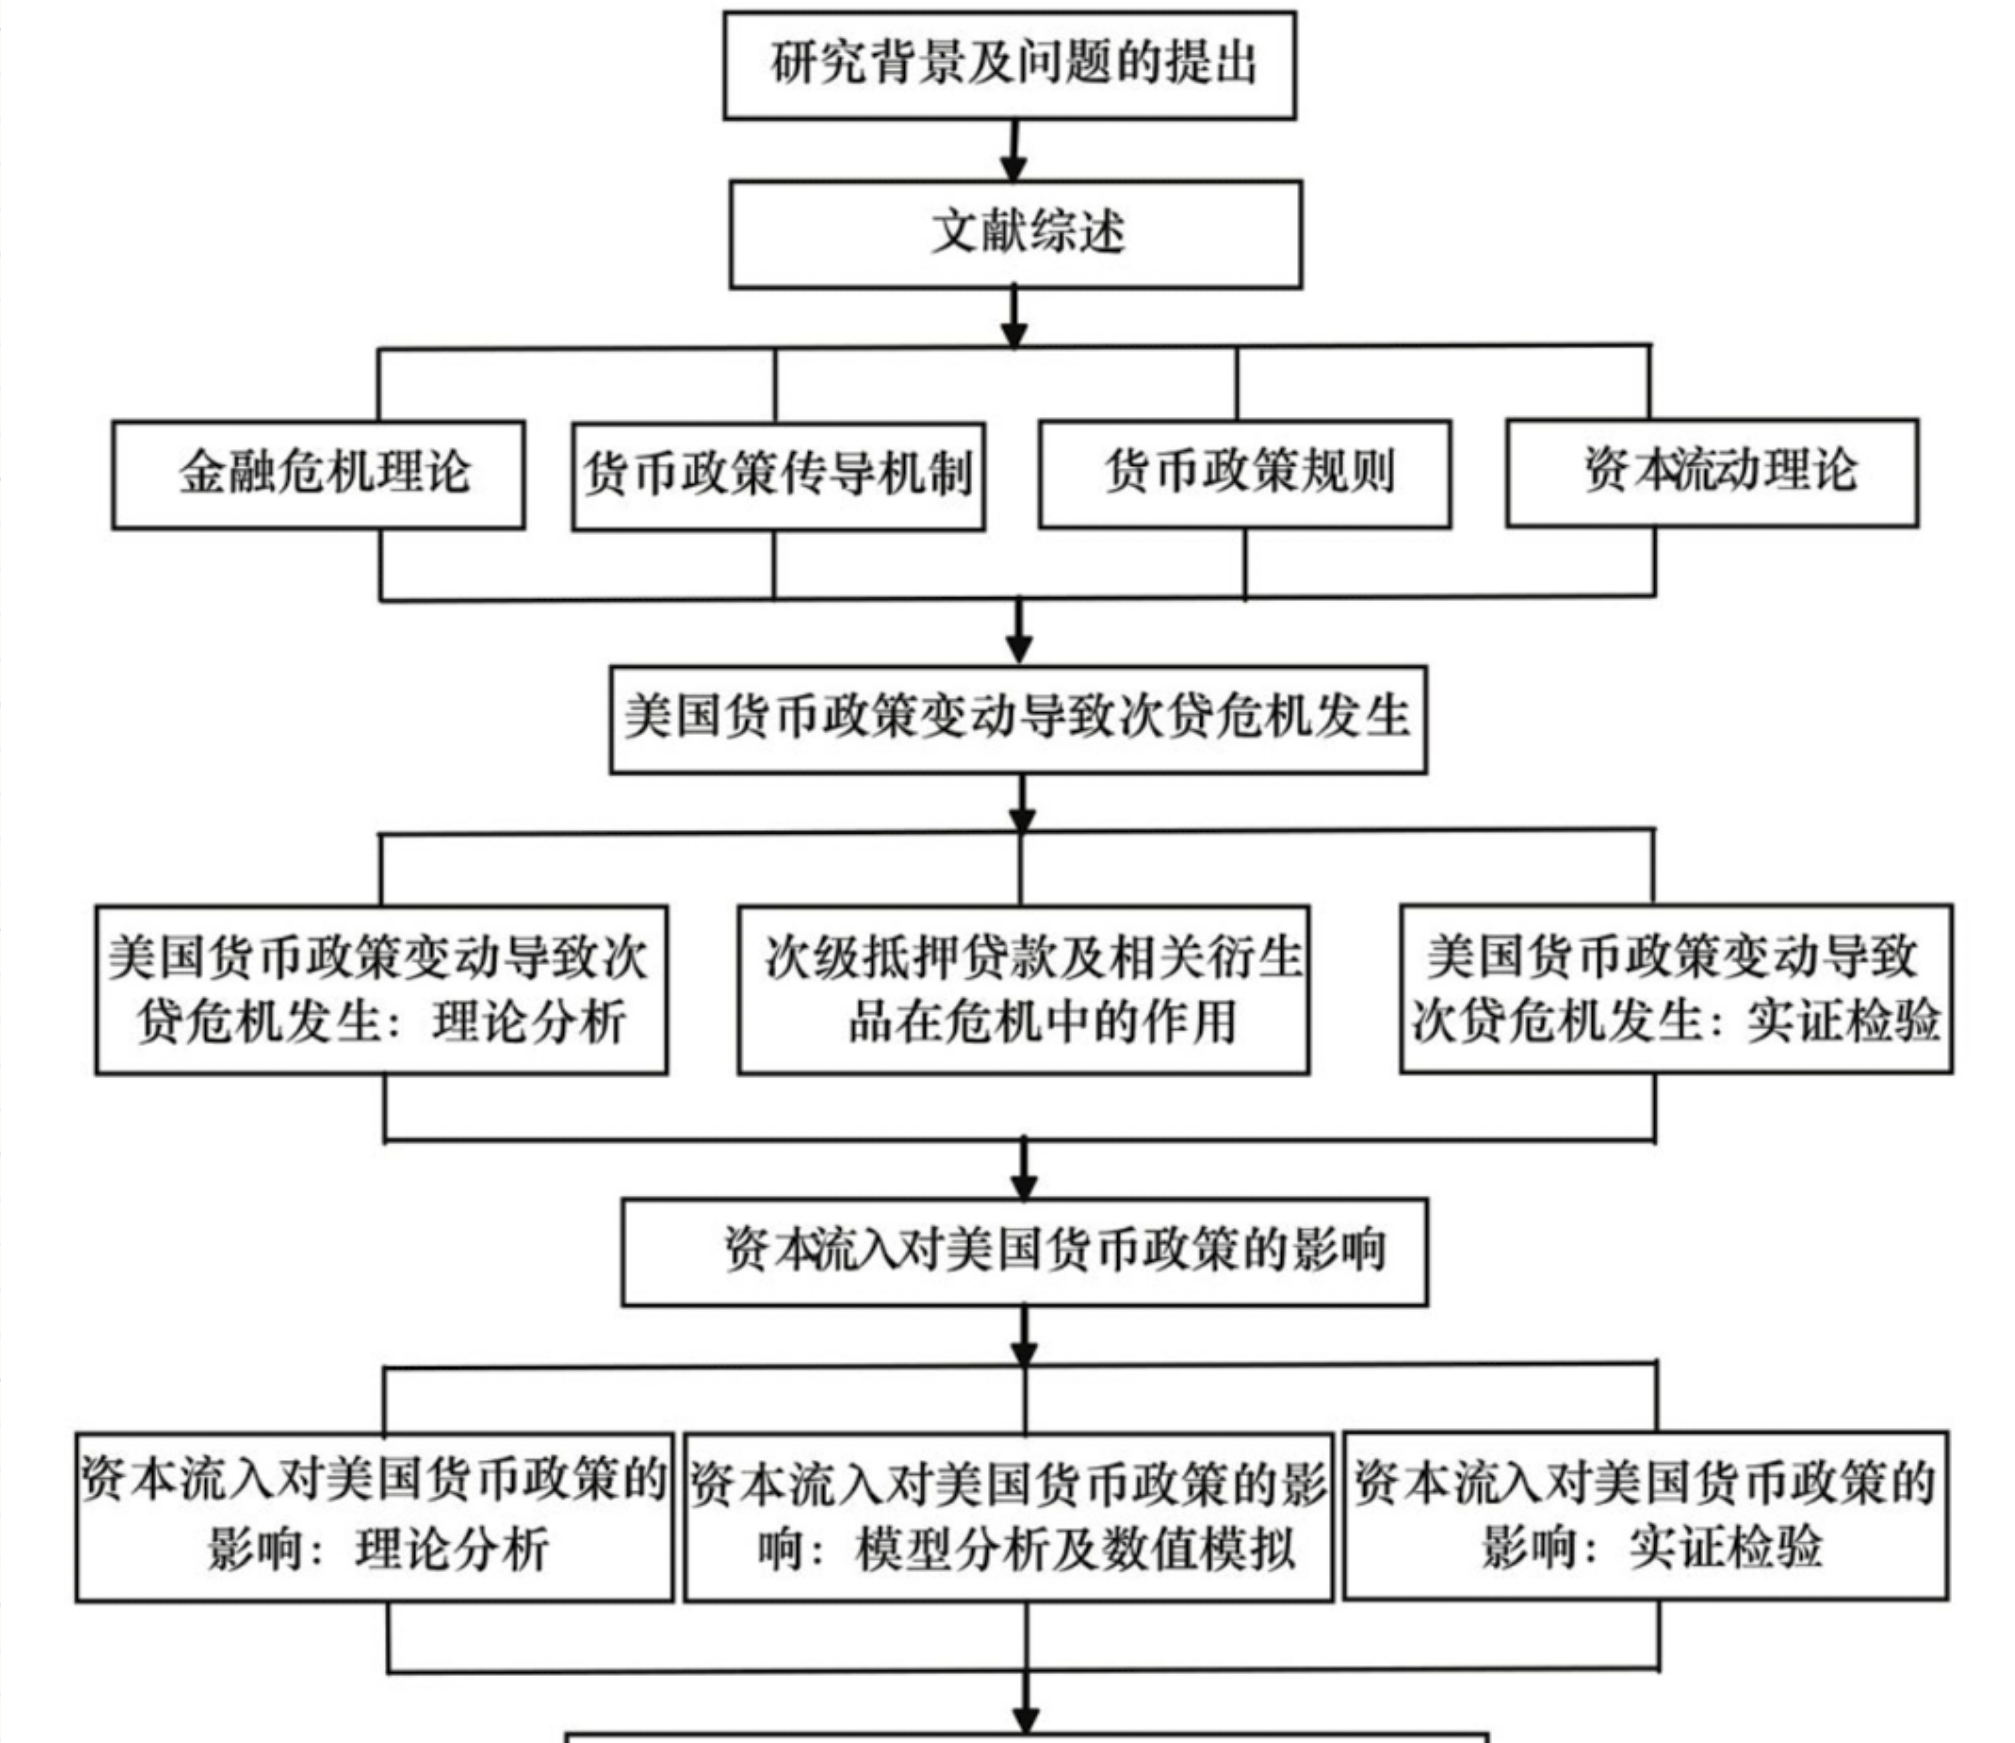 研究背景及问题的提出
文献综述
金融危机理论
货币政策传导机制
货币政策规则
资本流动理论
美国货币政策变动导致次贷危机发生
美国货币政策变动导致次
贷危机发生：理论分析
次级抵押贷款及相关衍生
品在危机中的作用
美国货币政策变动导致
次贷危机发生：实证检验
资本流入对美国货币政策的影响
资本流入对美国货币政策的
影响：理论分析
资本流入对美国货币政策的影
响：模型分析及数值模拟
资本流入对美国货币政策的
影响：实证检验